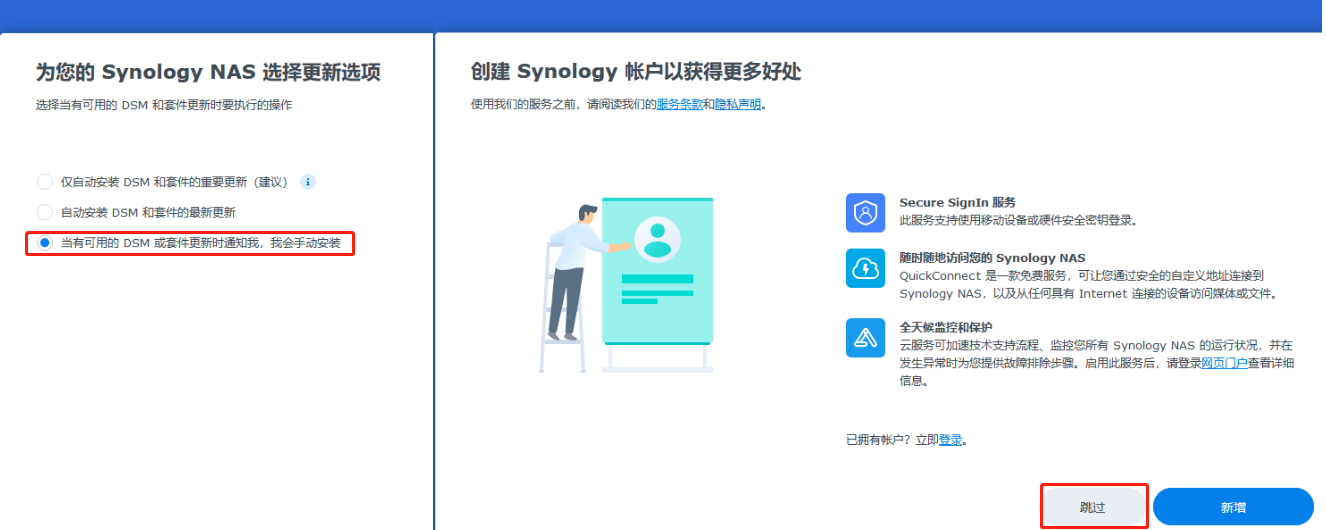 为您的 Synology NAS 选择更新选项
选择当有可用的 DSM 和套件更新时要执行的操作
仅自动安装 DSM 和套件的重要更新（建议）
自动安装 DSM 和套件的最新更新
当有可用的 DSM 或套件更新时通知我，我会手动安装
创建 Synology 帐户以获得更多好处
使用我们的服务之前，请阅读我们的服务条款和隐私声明。
Secure SignIn 服务
此服务支持使用移动设备或硬件安全密钥登录。
随时随地访问您的 Synology NAS
QuickConnect 是一款免费服务，可让您通过安全的自定义地址连接到
Synology NAS，以及从任何具有 Internet 连接的设备访问媒体或文件。
全天候监控和保护
云服务可加速技术支持流程、监控您所有 Synology NAS 的运行状况，并在
发生异常时为您提供故障排除步骤。启用此服务后，请登录网页门户查看详细
信息。
已拥有帐户？立即登录。
跳过
新增